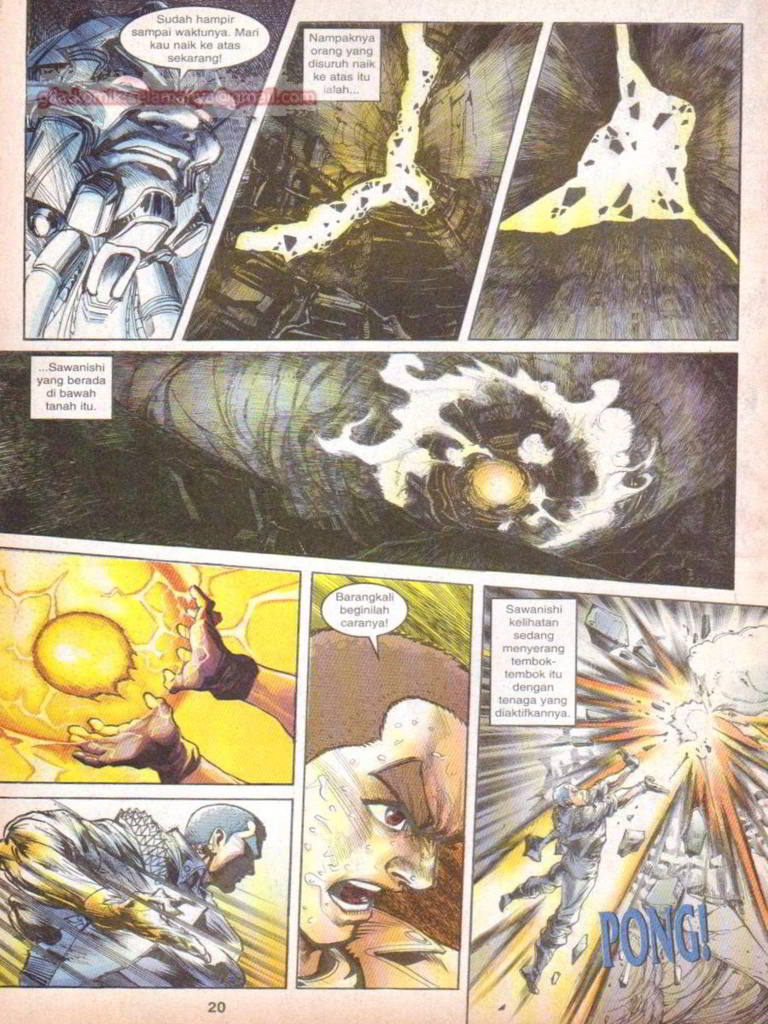 Sudah hampir
sampai waktunya. Mari
kau naik ke atas
sekarang!
Nampaknya
orang yang
disuruh naik
ke atas itu
ialah...
...Sawanishi
yang berada
di bawah
tanah itu.
Barangkali
beginilah
caranya!
Sawanishi
kelihatan
sedang
menyerang
tembok-
tembok itu
dengan
tenaga yang
diaktifkannya.
PONG!
20